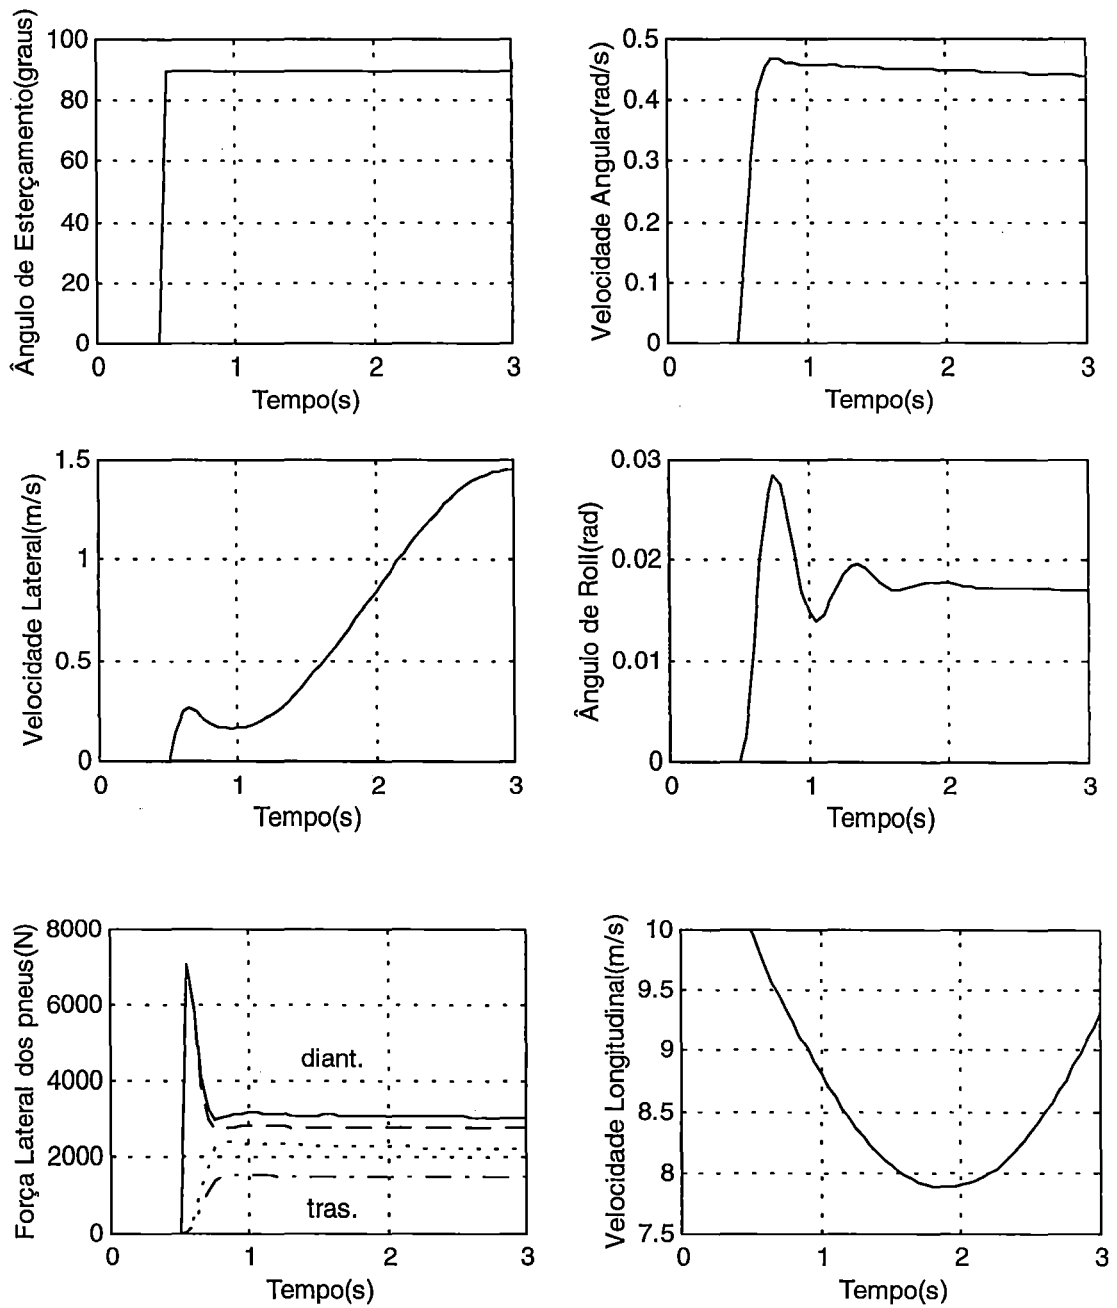 Ângulo de Esterçamento(graus)
100
80
60
40
20
0
0 1 2 3
Tempo(s)
Velocidade Angular(rad/s)
0.5
0.4
0.3
0.2
0.1
0
0 1 2 3
Tempo(s)
Velocidade Lateral(m/s)
1.5
1
0.5
0
0 1 2 3
Tempo(s)
Ângulo de Roll(rad)
0.03
0.02
0.01
0
0 1 2 3
Tempo(s)
Força Lateral dos pneus(N)
8000
6000
4000
2000
0
diant.
tras.
0 1 2 3
Tempo(s)
Velocidade Longitudinal(m/s)
10
9.5
9
8.5
8
7.5
0 1 2 3
Tempo(s)